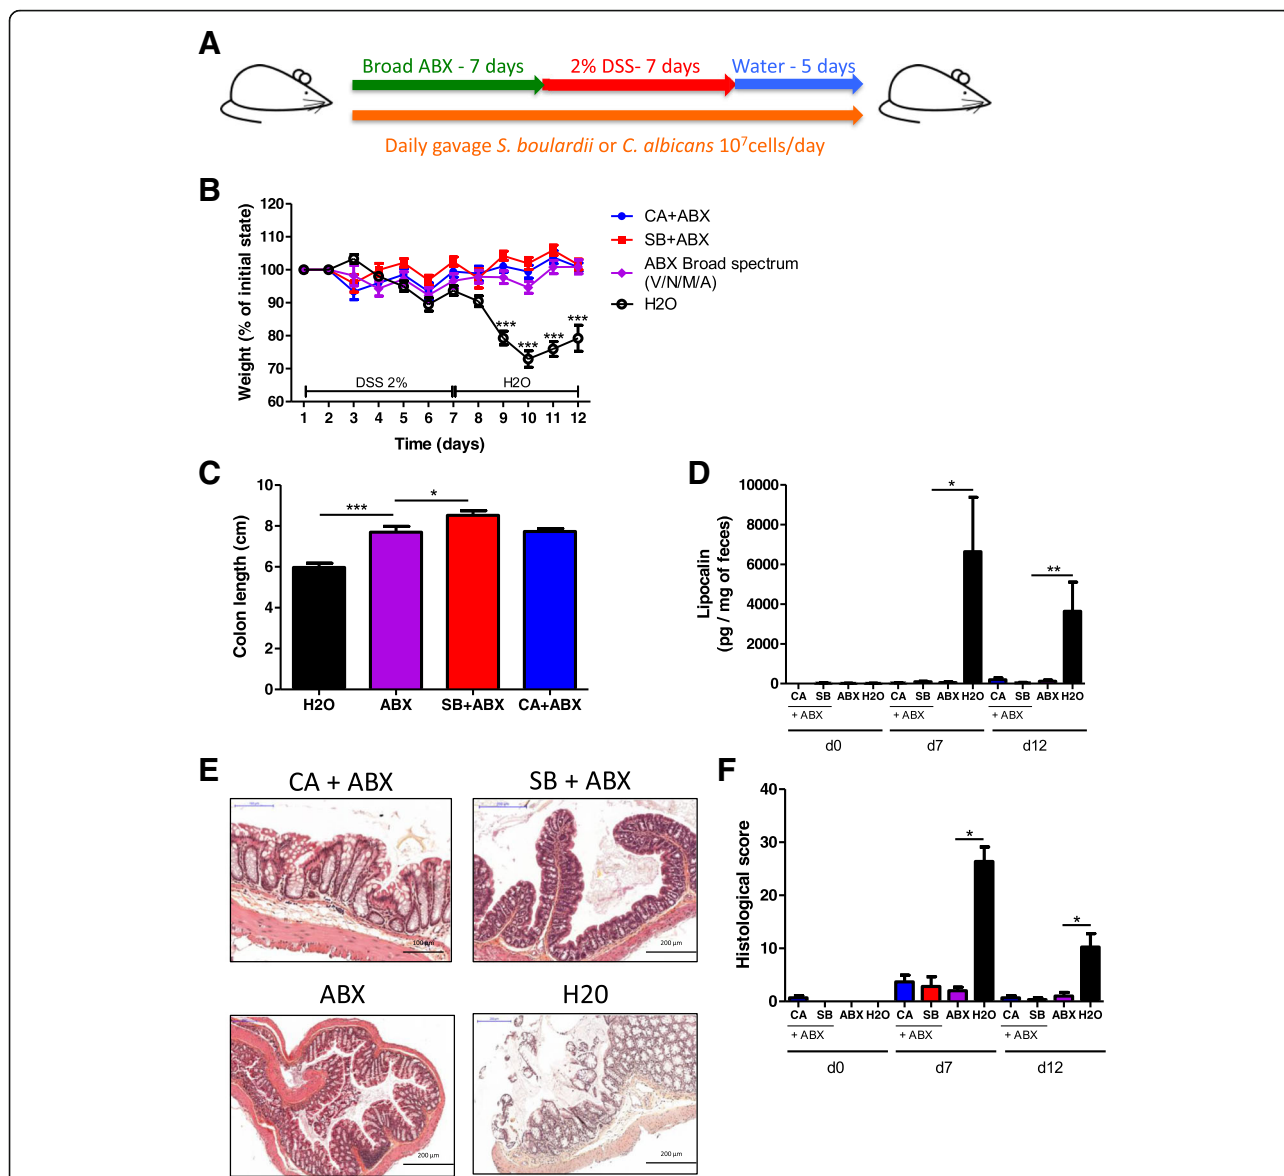 A
Broad ABX - 7 days
2% DSS- 7 days
Water - 5 days
Daily gavage S. boulardii or C. albicans 10⁷cells/day
B
Weight (% of initial state)
120
110
100
90
80
70
60
***
***
***
***
DSS 2%
H2O
1 2 3 4 5 6 7 8 9 10 11 12
Time (days)
CA+ABX
SB+ABX
ABX Broad spectrum
(V/N/M/A)
H2O
C
Colon length (cm)
10
8
6
4
2
0
***
*
H2O ABX SB+ABX CA+ABX
D
Lipocalin
(pg / mg of feces)
10000
8000
6000
4000
2000
0
*
**
CA SB ABX H2O CA SB ABX H2O CA SB ABX H2O
+ ABX + ABX + ABX
d0 d7 d12
E
CA + ABX
SB + ABX
100 µm
200 µm
ABX
H20
200 µm
200 µm
F
Histological score
40
30
20
10
0
*
*
CA SB ABX H2O CA SB ABX H2O CA SB ABX H2O
+ ABX + ABX + ABX
d0 d7 d12